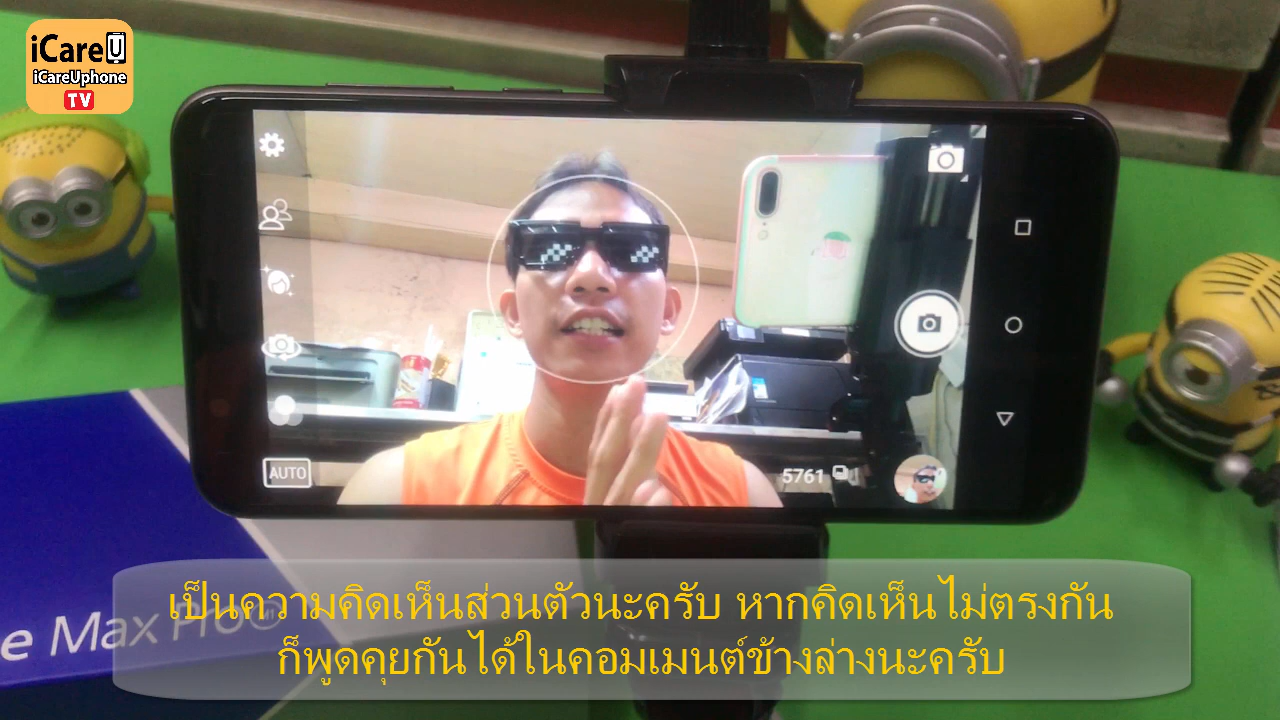 iCareU
iCareUphone
TV
AUTO
5761
e Max Pro M1
เป็นความคิดเห็นส่วนตัวนะครับ หากคิดเห็นไม่ตรงกัน
ก็พูดคุยกันได้ในคอมเมนต์ข้างล่างนะครับ